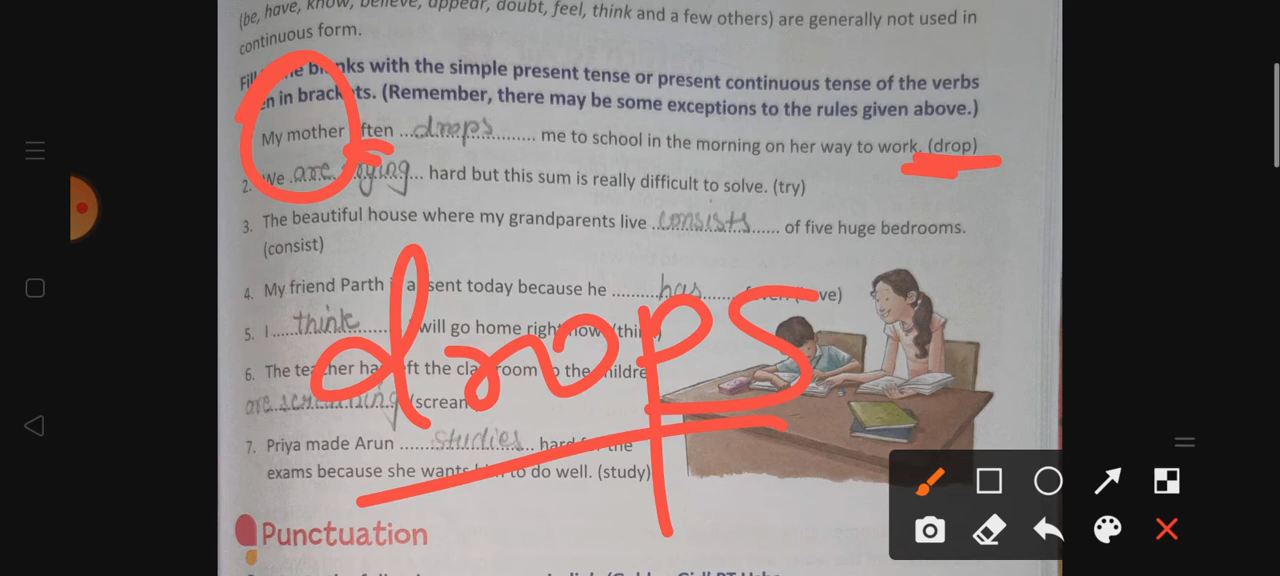 (be, have, know, believe, appear, doubt, feel, think and a few others) are generally not used in
continuous form.
Fill the blanks with the simple present tense or present continuous tense of the verbs
in brackets. (Remember, there may be some exceptions to the rules given above.)
My mother often ...drops... me to school in the morning on her way to work. (drop)
2. We ...are trying... hard but this sum is really difficult to solve. (try)
3. The beautiful house where my grandparents live ...consists... of five huge bedrooms.
(consist)
4. My friend Parth absent today because he ...has...
5. I ...think... will go home right now (think)
6. The teacher has left the classroom the
are screaming (scream
7. Priya made Arun ...studies... hard the
exams because she wants to do well. (study)
drops
Punctuation